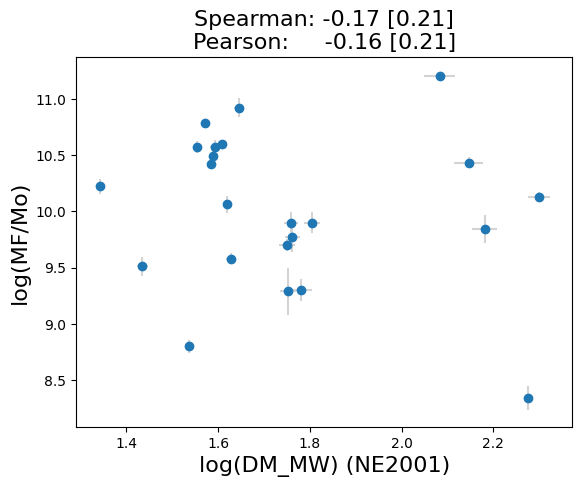 Spearman: -0.17 [0.21]
Pearson: -0.16 [0.21]
log(MF/Mo)
11.0
10.5
10.0
9.5
9.0
8.5
1.4 1.6 1.8 2.0 2.2
log(DM_MW) (NE2001)